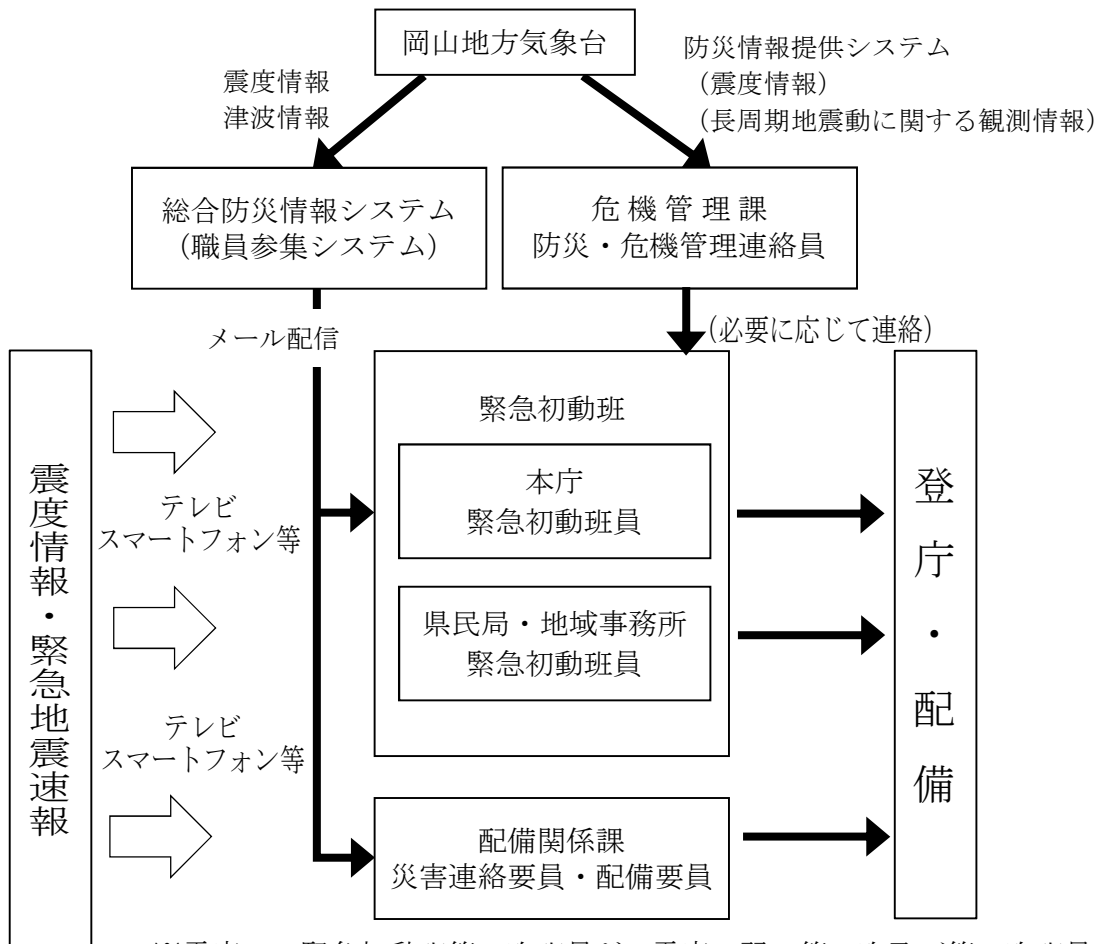 岡山地方気象台
防災情報提供システム
（震度情報）
（長周期地震動に関する観測情報）
震度情報
津波情報
総合防災情報システム
（職員参集システム）
危 機 管 理 課
防災・危機管理連絡員
メール配信
（必要に応じて連絡）
震度情報・緊急地震速報
テレビ
スマートフォン等
テレビ
スマートフォン等
緊急初動班
本庁
緊急初動班員
県民局・地域事務所
緊急初動班員
配備関係課
災害連絡要員・配備要員
登庁・配備